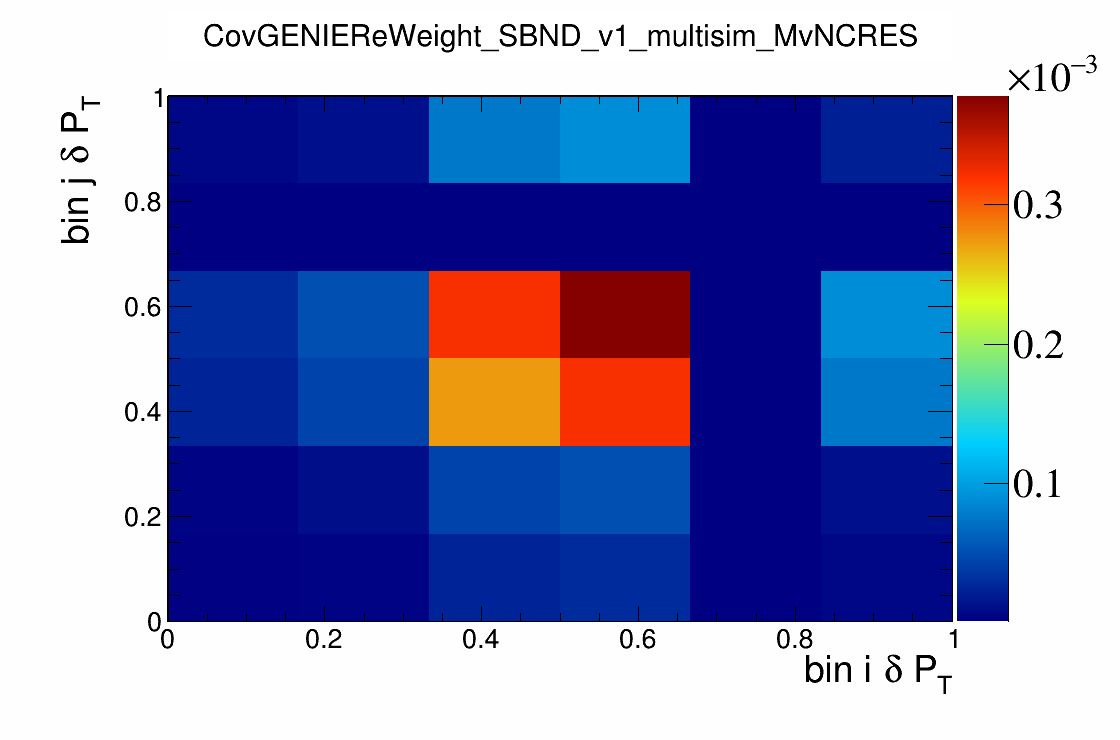 CovGENIEReWeight_SBND_v1_multisim_MvNCRES
×10⁻³
bin j δ P_T
1
0.8
0.6
0.4
0.2
0
0 0.2 0.4 0.6 0.8 1
bin i δ P_T
0.3
0.2
0.1